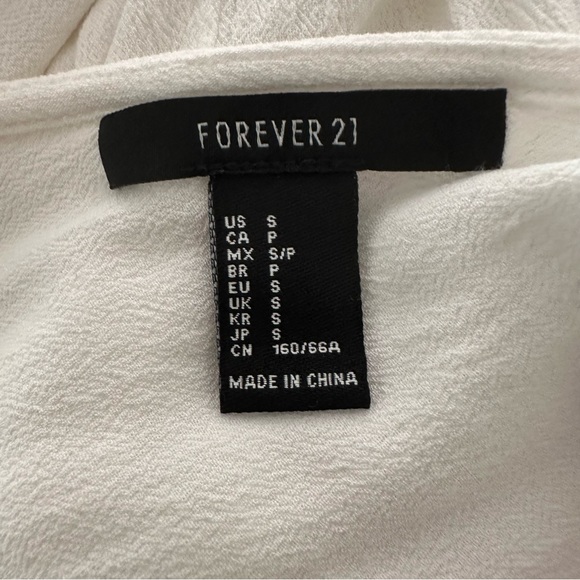 FOREVER 21
US S
CA P
MX S/P
BR P
EU S
UK S
KR S
JP S
CN 160/66A
MADE IN CHINA